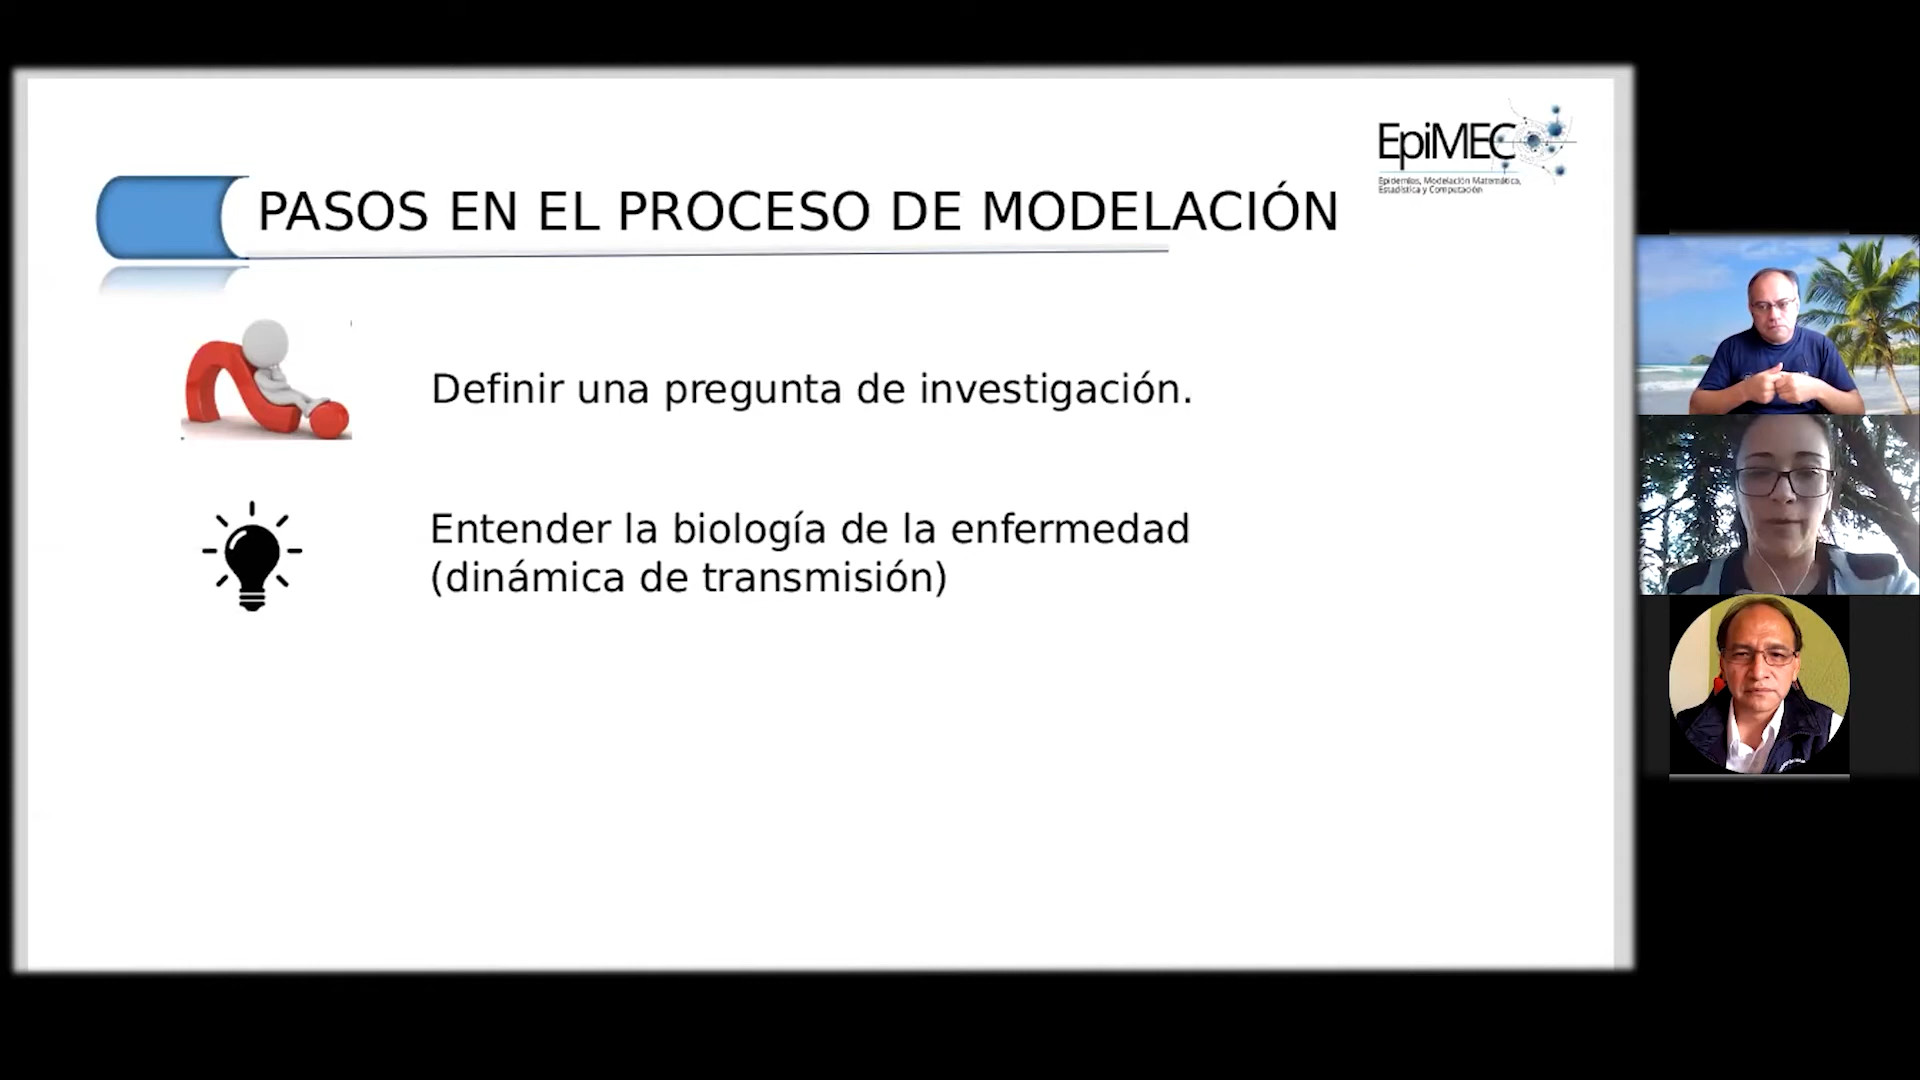 EpiMEC
Epidemias, Modelación Matemática,
Estadística y Computación
PASOS EN EL PROCESO DE MODELACIÓN
Definir una pregunta de investigación.
Entender la biología de la enfermedad
(dinámica de transmisión)